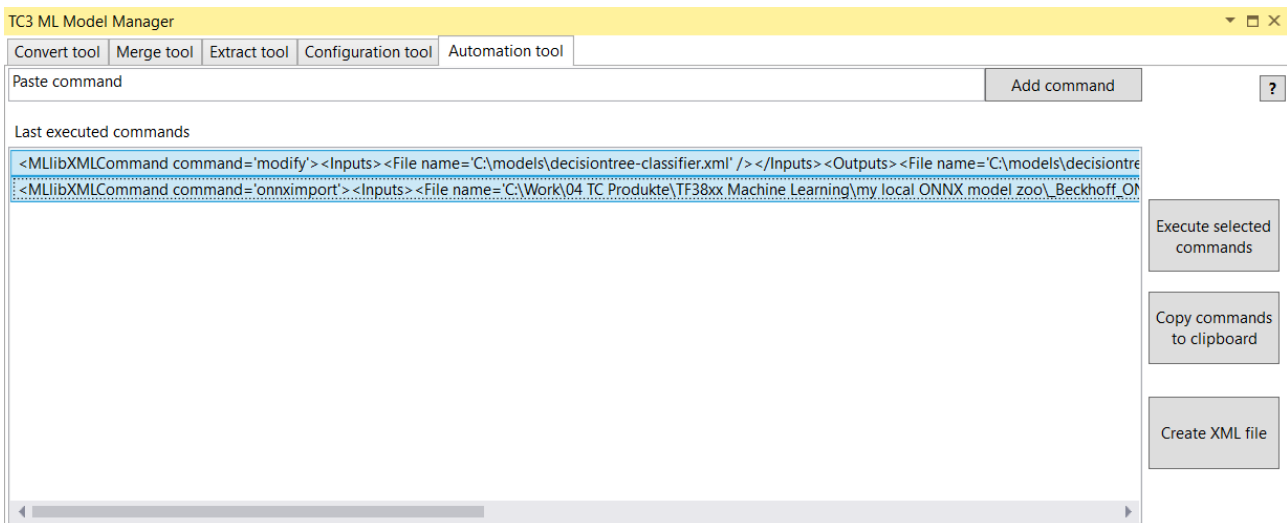 TC3 ML Model Manager
Convert tool Merge tool Extract tool Configuration tool Automation tool
Paste command Add command ?
Last executed commands
<MLlibXMLCommand command='modify'><Inputs><File name='C:\models\decisiontree-classifier.xml' /></Inputs><Outputs><File name='C:\models\decisiontre
<MLlibXMLCommand command='onnximport'><Inputs><File name='C:\Work\04 TC Produkte\TF38xx Machine Learning\my local ONNX model zoo\_Beckhoff_ON
Execute selected
commands
Copy commands
to clipboard
Create XML file